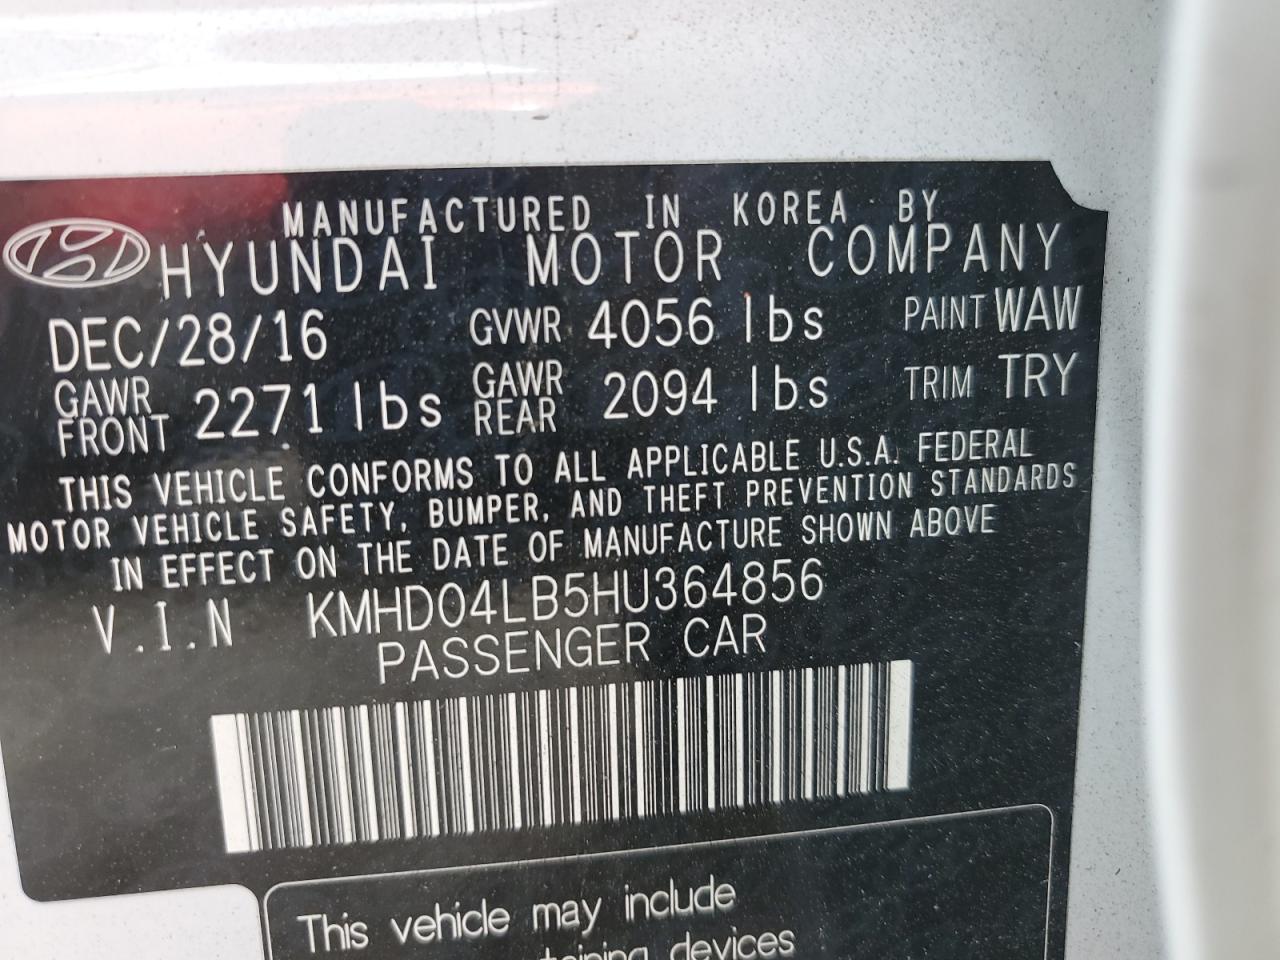 MANUFACTURED IN KOREA BY
HYUNDAI MOTOR COMPANY
DEC/28/16 GVWR 4056 lbs PAINT WAW
GAWR FRONT 2271 lbs GAWR REAR 2094 lbs TRIM TRY
THIS VEHICLE CONFORMS TO ALL APPLICABLE U.S.A. FEDERAL
MOTOR VEHICLE SAFETY, BUMPER, AND THEFT PREVENTION STANDARDS
IN EFFECT ON THE DATE OF MANUFACTURE SHOWN ABOVE
V.I.N KMHD04LB5HU364856
PASSENGER CAR
This vehicle may include
devices